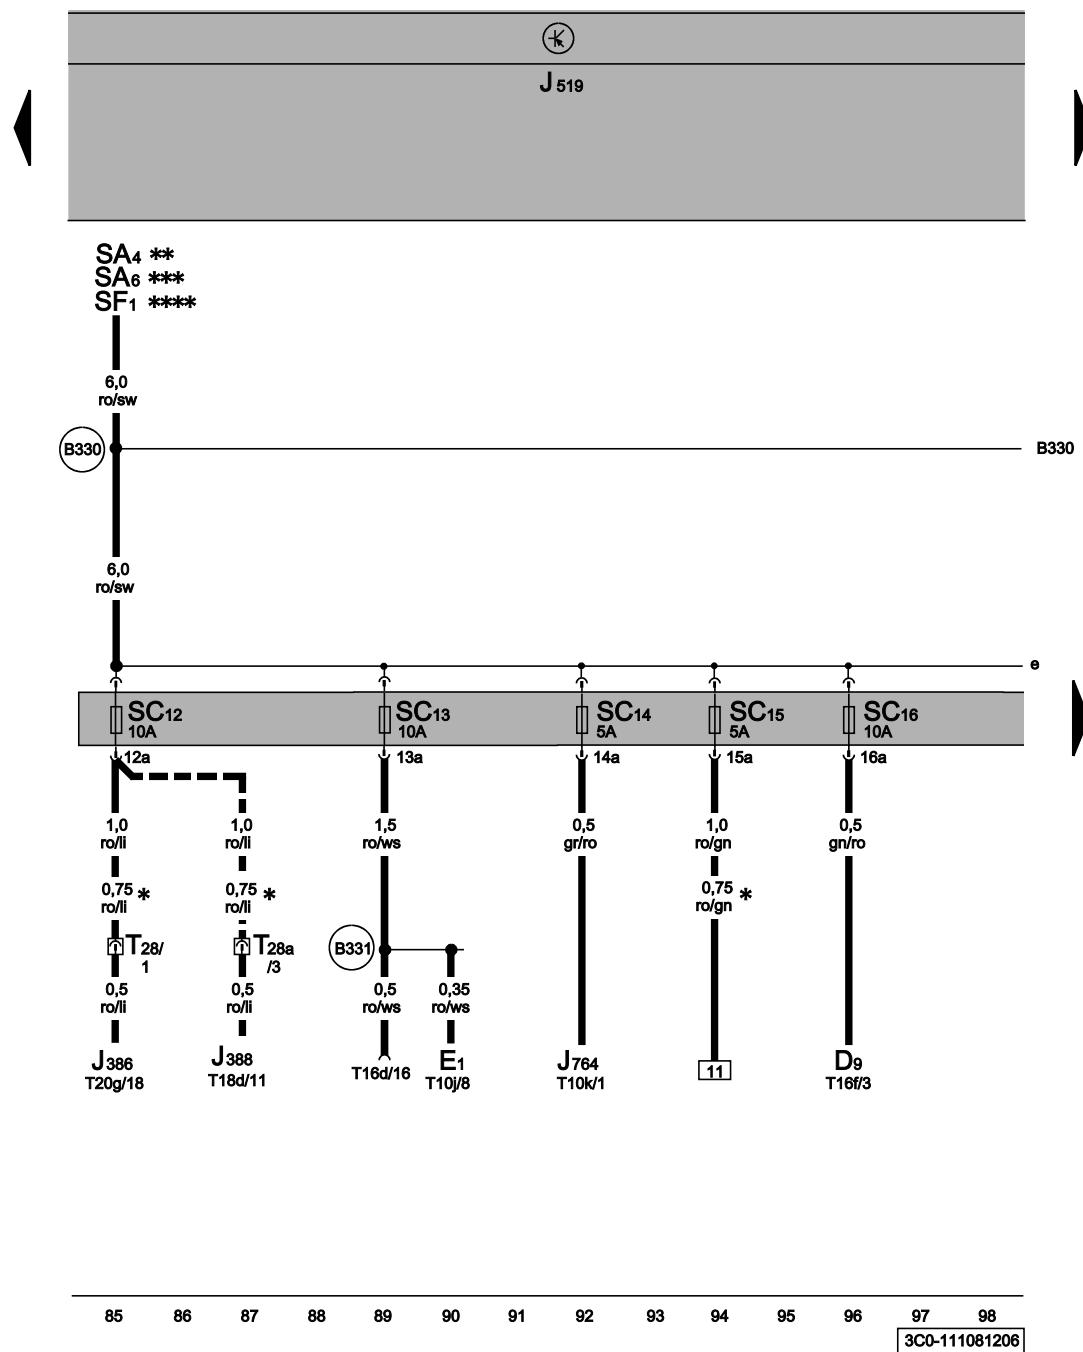 J 519
SA4 **
SA6 ***
SF1 ****
6,0
ro/sw
B330 B330
6,0
ro/sw
e
SC12 SC13 SC14 SC15 SC16
10A 10A 5A 5A 10A
12a 13a 14a 15a 16a
1,0 1,0 1,5 0,5 1,0 0,5
ro/li ro/li ro/ws gr/ro ro/gn gn/ro
0,75 * 0,75 * 0,75 *
ro/li ro/li ro/gn
T28/ T28a B331
1 /3
0,5 0,5 0,5 0,35
ro/li ro/li ro/ws ro/ws
J386 J388 T16d/16 E1 J764 11 D9
T20g/18 T18d/11 T10j/8 T10k/1 T16f/3
85 86 87 88 89 90 91 92 93 94 95 96 97 98
3C0-111081206